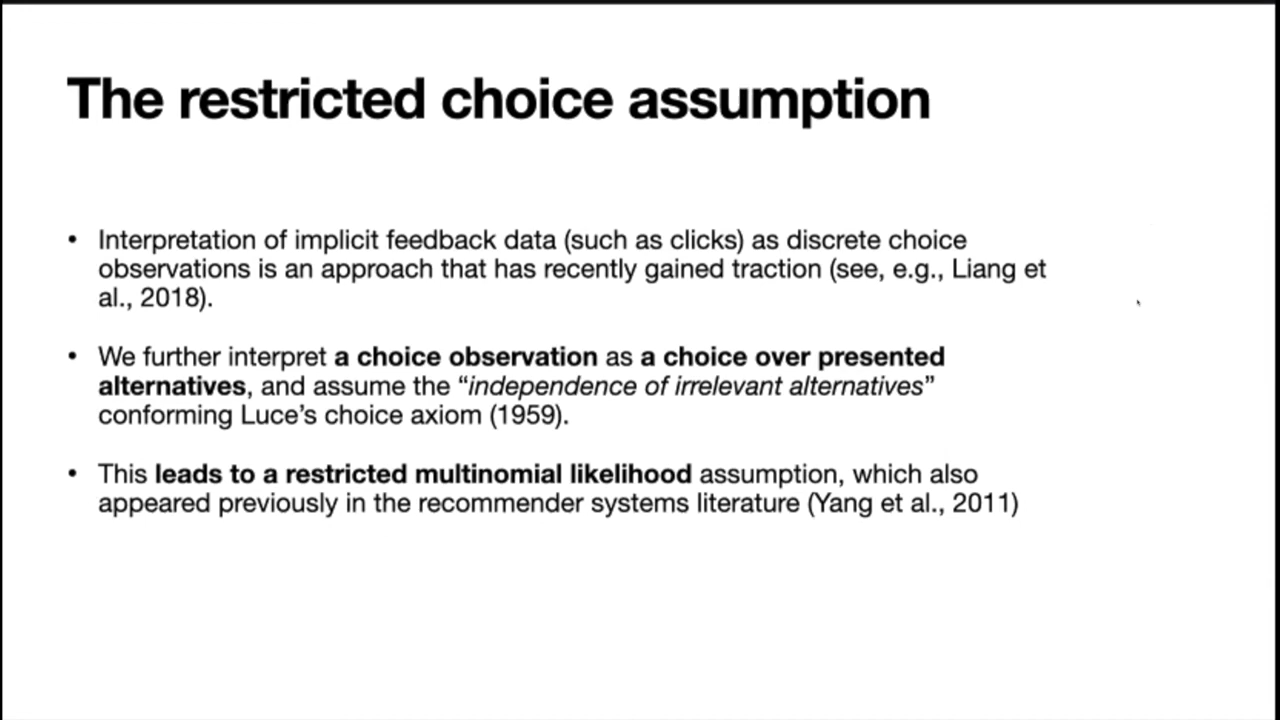 The restricted choice assumption
• Interpretation of implicit feedback data (such as clicks) as discrete choice
observations is an approach that has recently gained traction (see, e.g., Liang et
al., 2018).
• We further interpret a choice observation as a choice over presented
alternatives, and assume the “independence of irrelevant alternatives”
conforming Luce’s choice axiom (1959).
• This leads to a restricted multinomial likelihood assumption, which also
appeared previously in the recommender systems literature (Yang et al., 2011)